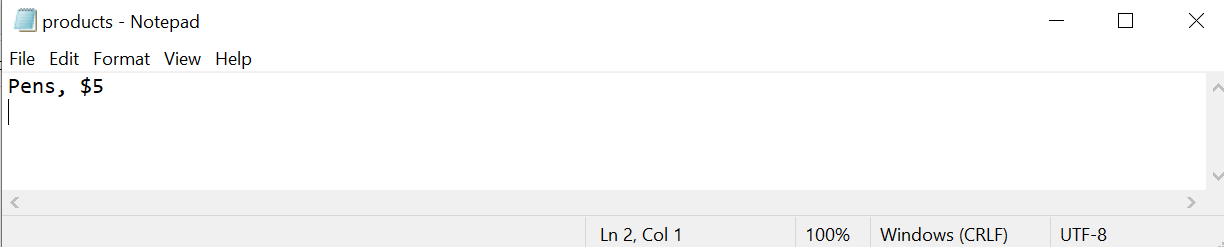 products - Notepad
File Edit Format View Help
Pens, $5
Ln 2, Col 1 100% Windows (CRLF) UTF-8